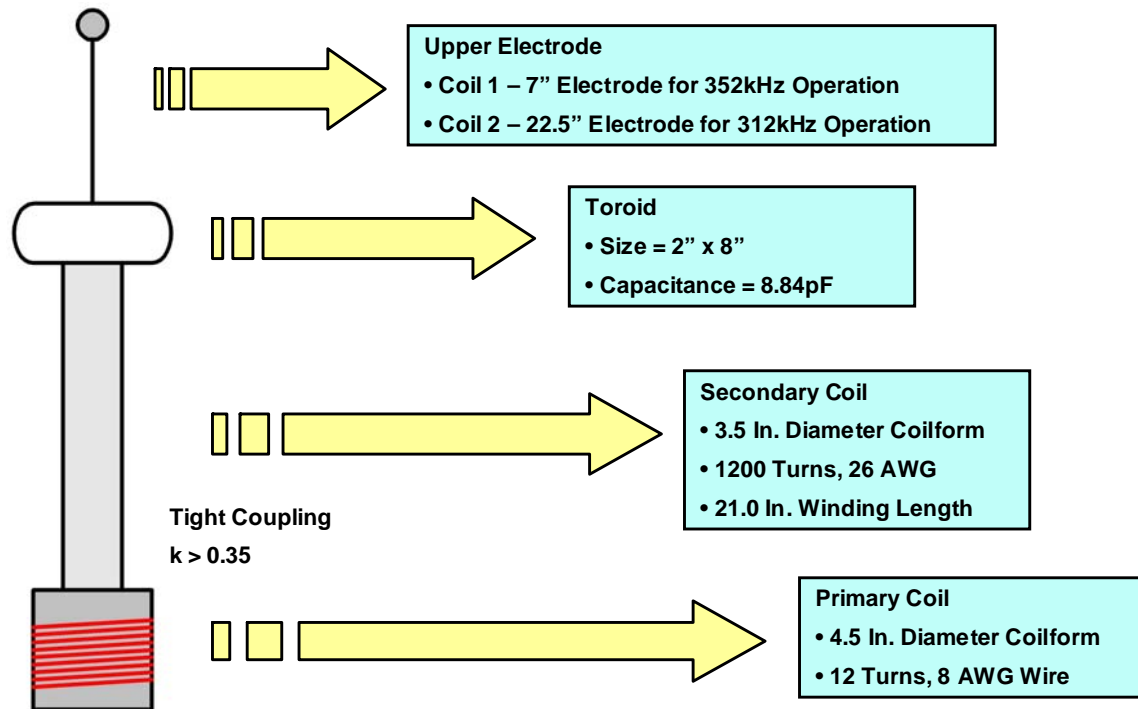 Upper Electrode
• Coil 1 – 7” Electrode for 352kHz Operation
• Coil 2 – 22.5” Electrode for 312kHz Operation
Toroid
• Size = 2” x 8”
• Capacitance = 8.84pF
Secondary Coil
• 3.5 In. Diameter Coilform
• 1200 Turns, 26 AWG
• 21.0 In. Winding Length
Tight Coupling
k > 0.35
Primary Coil
• 4.5 In. Diameter Coilform
• 12 Turns, 8 AWG Wire